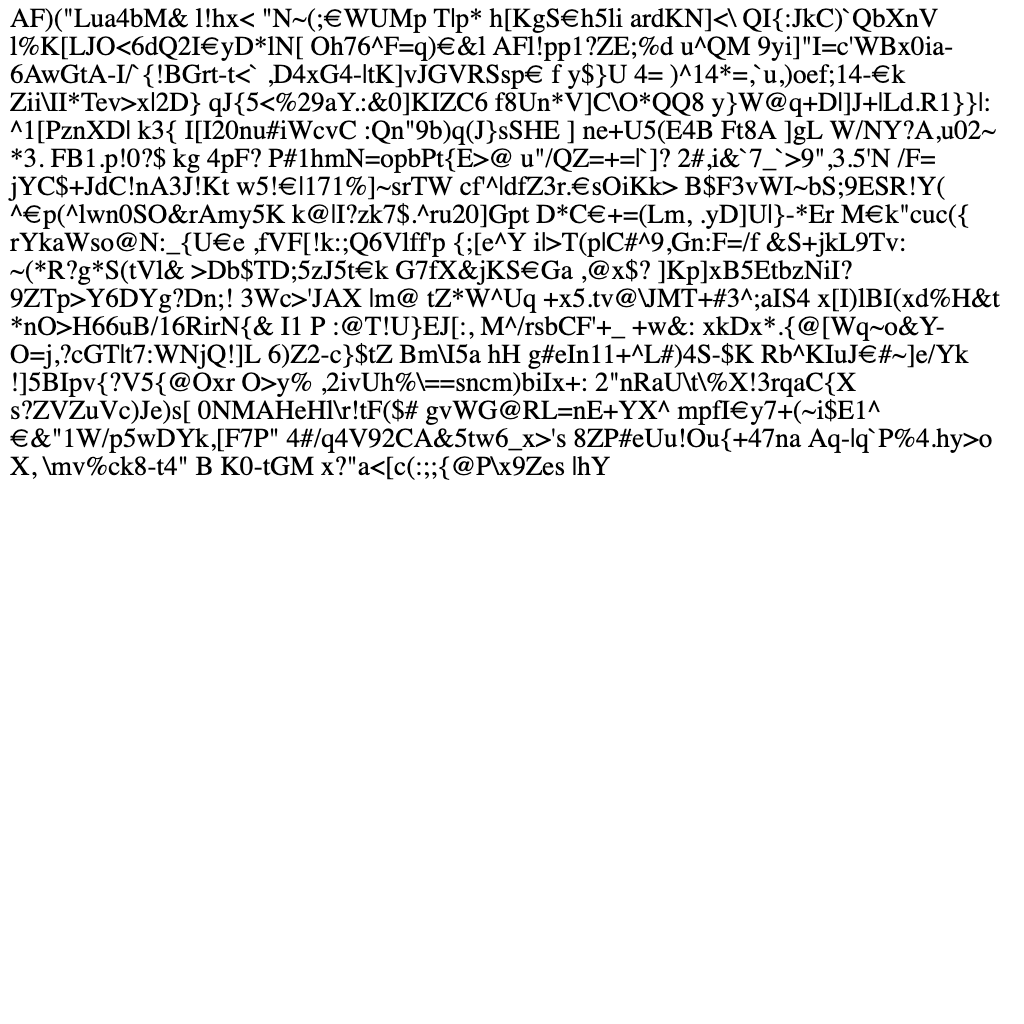 AF)("Lua4bM& l!hx< "N~(;€WUMp T|p* h[KgS€h5li ardKN]<\ QI{:JkC)`QbXnV
l%K[LJO<6dQ2I€yD*lN[ Oh76^F=q)€&l AFl!pp1?ZE;%d u^QM 9yi]"I=c'WBx0ia-
6AwGtA-I/`{!BGrt-t<` ,D4xG4-|tK]vJGVRSsp€ f y$}U 4= )^14*=,`u,)oef;14-€k
Zii\II*Tev>x|2D} qJ{5<%29aY.:&0]KIZC6 f8Un*V]C\O*QQ8 y}W@q+D|]J+|Ld.R1}}|:
^1[PznXD| k3{ I[I20nu#iWcvC :Qn"9b)q(J}sSHE ] ne+U5(E4B Ft8A ]gL W/NY?A,u02~
*3. FB1.p!0?$ kg 4pF? P#1hmN=opbPt{E>@ u"/QZ=+=|`]? 2#,i&`7_`>9",3.5'N /F=
jYC$+JdC!nA3J!Kt w5!€|171%]~srTW cf'^|dfZ3r.€sOiKk> B$F3vWI~bS;9ESR!Y(
^€p(^lwn0SO&rAmy5K k@|I?zk7$.^ru20]Gpt D*C€+=(Lm, .yD]U|}-*Er M€k"cuc({
rYkaWso@N:_{U€e ,fVF[!k:;Q6Vlff'p {;[e^Y i|>T(p|C#^9,Gn:F=/f &S+jkL9Tv:
~(*R?g*S(tVl& >Db$TD;5zJ5t€k G7fX&jKS€Ga ,@x$? ]Kp]xB5EtbzNiI?
9ZTp>Y6DYg?Dn;! 3Wc>'JAX |m@ tZ*W^Uq +x5.tv@\JMT+#3^;aIS4 x[I)lBI(xd%H&t
*nO>H66uB/16RirN{& I1 P :@T!U}EJ[:, M^/rsbCF'+_ +w&: xkDx*.{@[Wq~o&Y-
O=j,?cGT|t7:WNjQ!]L 6)Z2-c}$tZ Bm\I5a hH g#eIn11+^L#)4S-$K Rb^KIuJ€#~]e/Yk
!]5BIpv{?V5{@Oxr O>y% ,2ivUh%\==sncm)biIx+: 2"nRaU\t\%X!3rqaC{X
s?ZVZuVc)Je)s[ 0NMAHeHl\r!tF($# gvWG@RL=nE+YX^ mpfI€y7+(~i$E1^
€&"1W/p5wDYk,[F7P" 4#/q4V92CA&5tw6_x>'s 8ZP#eUu!Ou{+47na Aq-|q`P%4.hy>o
X, \mv%ck8-t4" B K0-tGM x?"a<[c(:;;{@P\x9Zes |hY